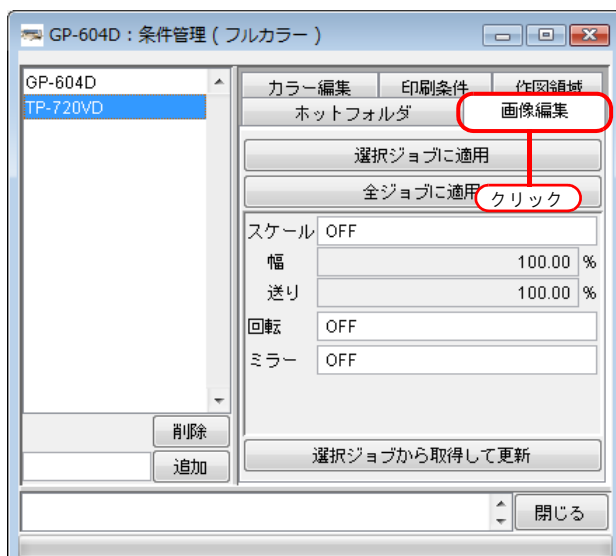 GP-604D：条件管理 ( フルカラー )
GP-604D
TP-720VD
削除
追加
カラー編集 印刷条件 作図領域
ホットフォルダ 画像編集
選択ジョブに適用
全ジョブに適用
クリック
スケール OFF
幅 100.00 %
送り 100.00 %
回転 OFF
ミラー OFF
選択ジョブから取得して更新
閉じる